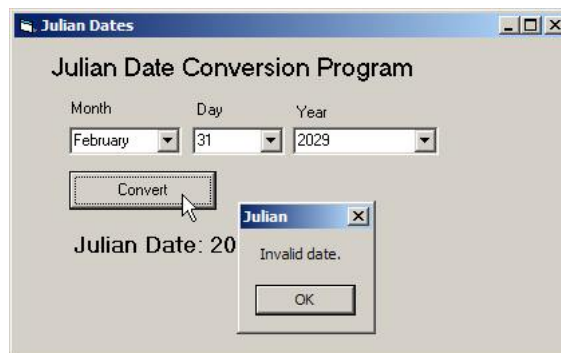 Julian Dates
Julian Date Conversion Program
Month Day Year
February 31 2029
Convert
Julian Date: 20
Julian
Invalid date.
OK